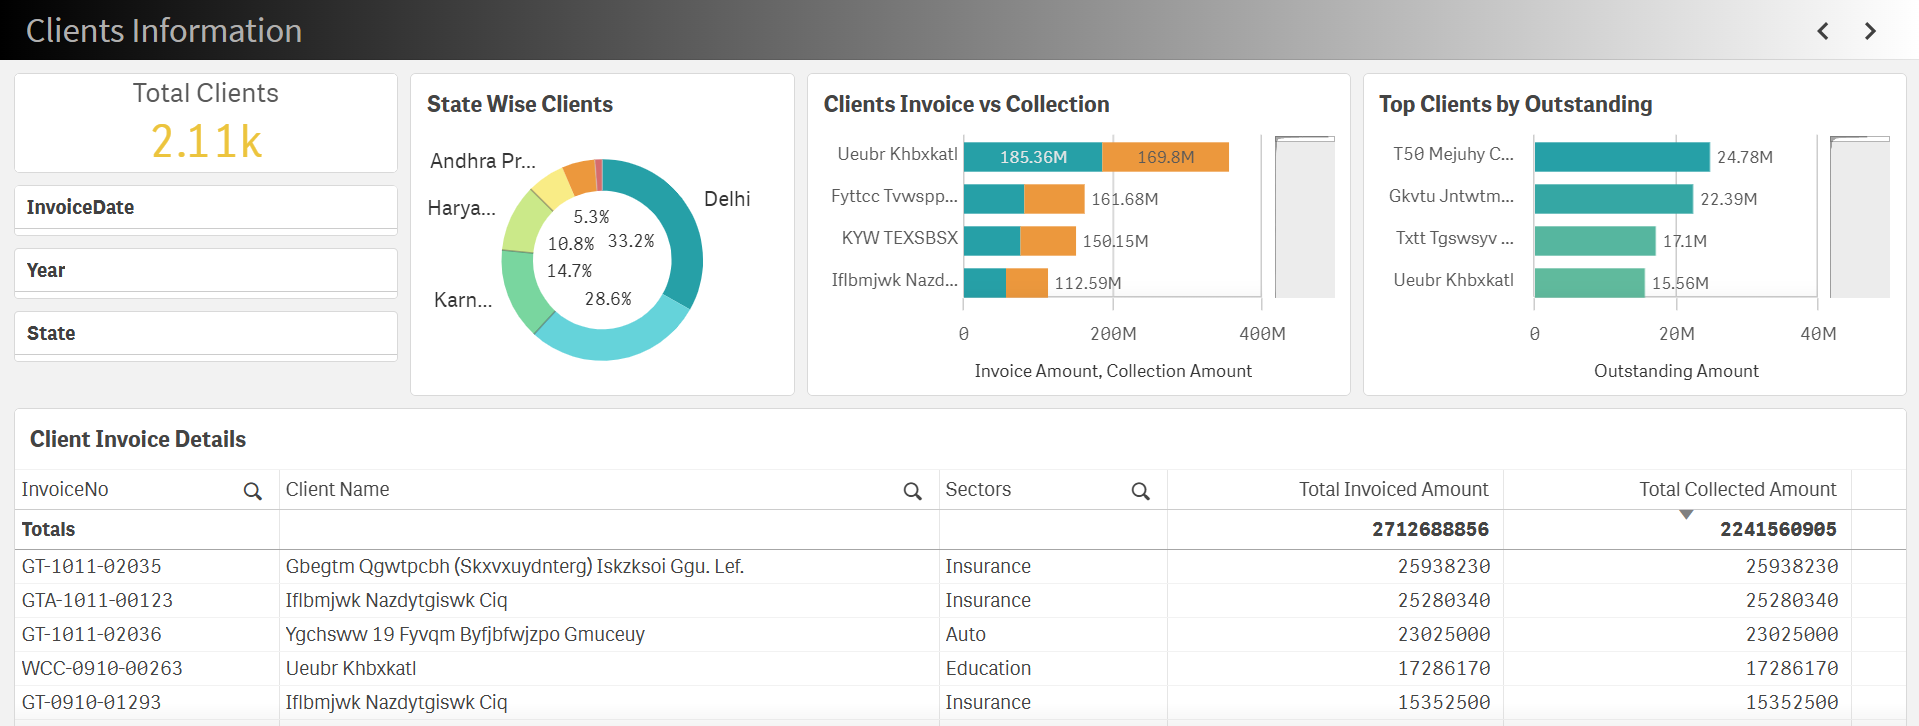 Clients Information
Total Clients
2.11k
InvoiceDate
Year
State
State Wise Clients
Andhra Pr...
Harya...
Karn...
Delhi
5.3%
10.8%
33.2%
14.7%
28.6%
Clients Invoice vs Collection
Ueubr Khbxkatl
185.36M
169.8M
Fyttcc Tvwspp...
161.68M
KYW TEXSBSX
150.15M
Iflbmjwk Nazd...
112.59M
0
200M
400M
Invoice Amount, Collection Amount
Top Clients by Outstanding
T50 Mejuhy C...
24.78M
Gkvtu Jntwtm...
22.39M
Txtt Tgswsyv ...
17.1M
Ueubr Khbxkatl
15.56M
0
20M
40M
Outstanding Amount
Client Invoice Details
InvoiceNo Client Name Sectors Total Invoiced Amount Total Collected Amount
Totals 2712688856 2241560905
GT-1011-02035 Gbegtm Qgwtpcbh (Skxvxuydnterg) Iskzksoi Ggu. Lef. Insurance 25938230 25938230
GTA-1011-00123 Iflbmjwk Nazdytgiswk Ciq Insurance 25280340 25280340
GT-1011-02036 Ygchsww 19 Fyvqm Byfjbfwjzpo Gmuceuy Auto 23025000 23025000
WCC-0910-00263 Ueubr Khbxkatl Education 17286170 17286170
GT-0910-01293 Iflbmjwk Nazdytgiswk Ciq Insurance 15352500 15352500